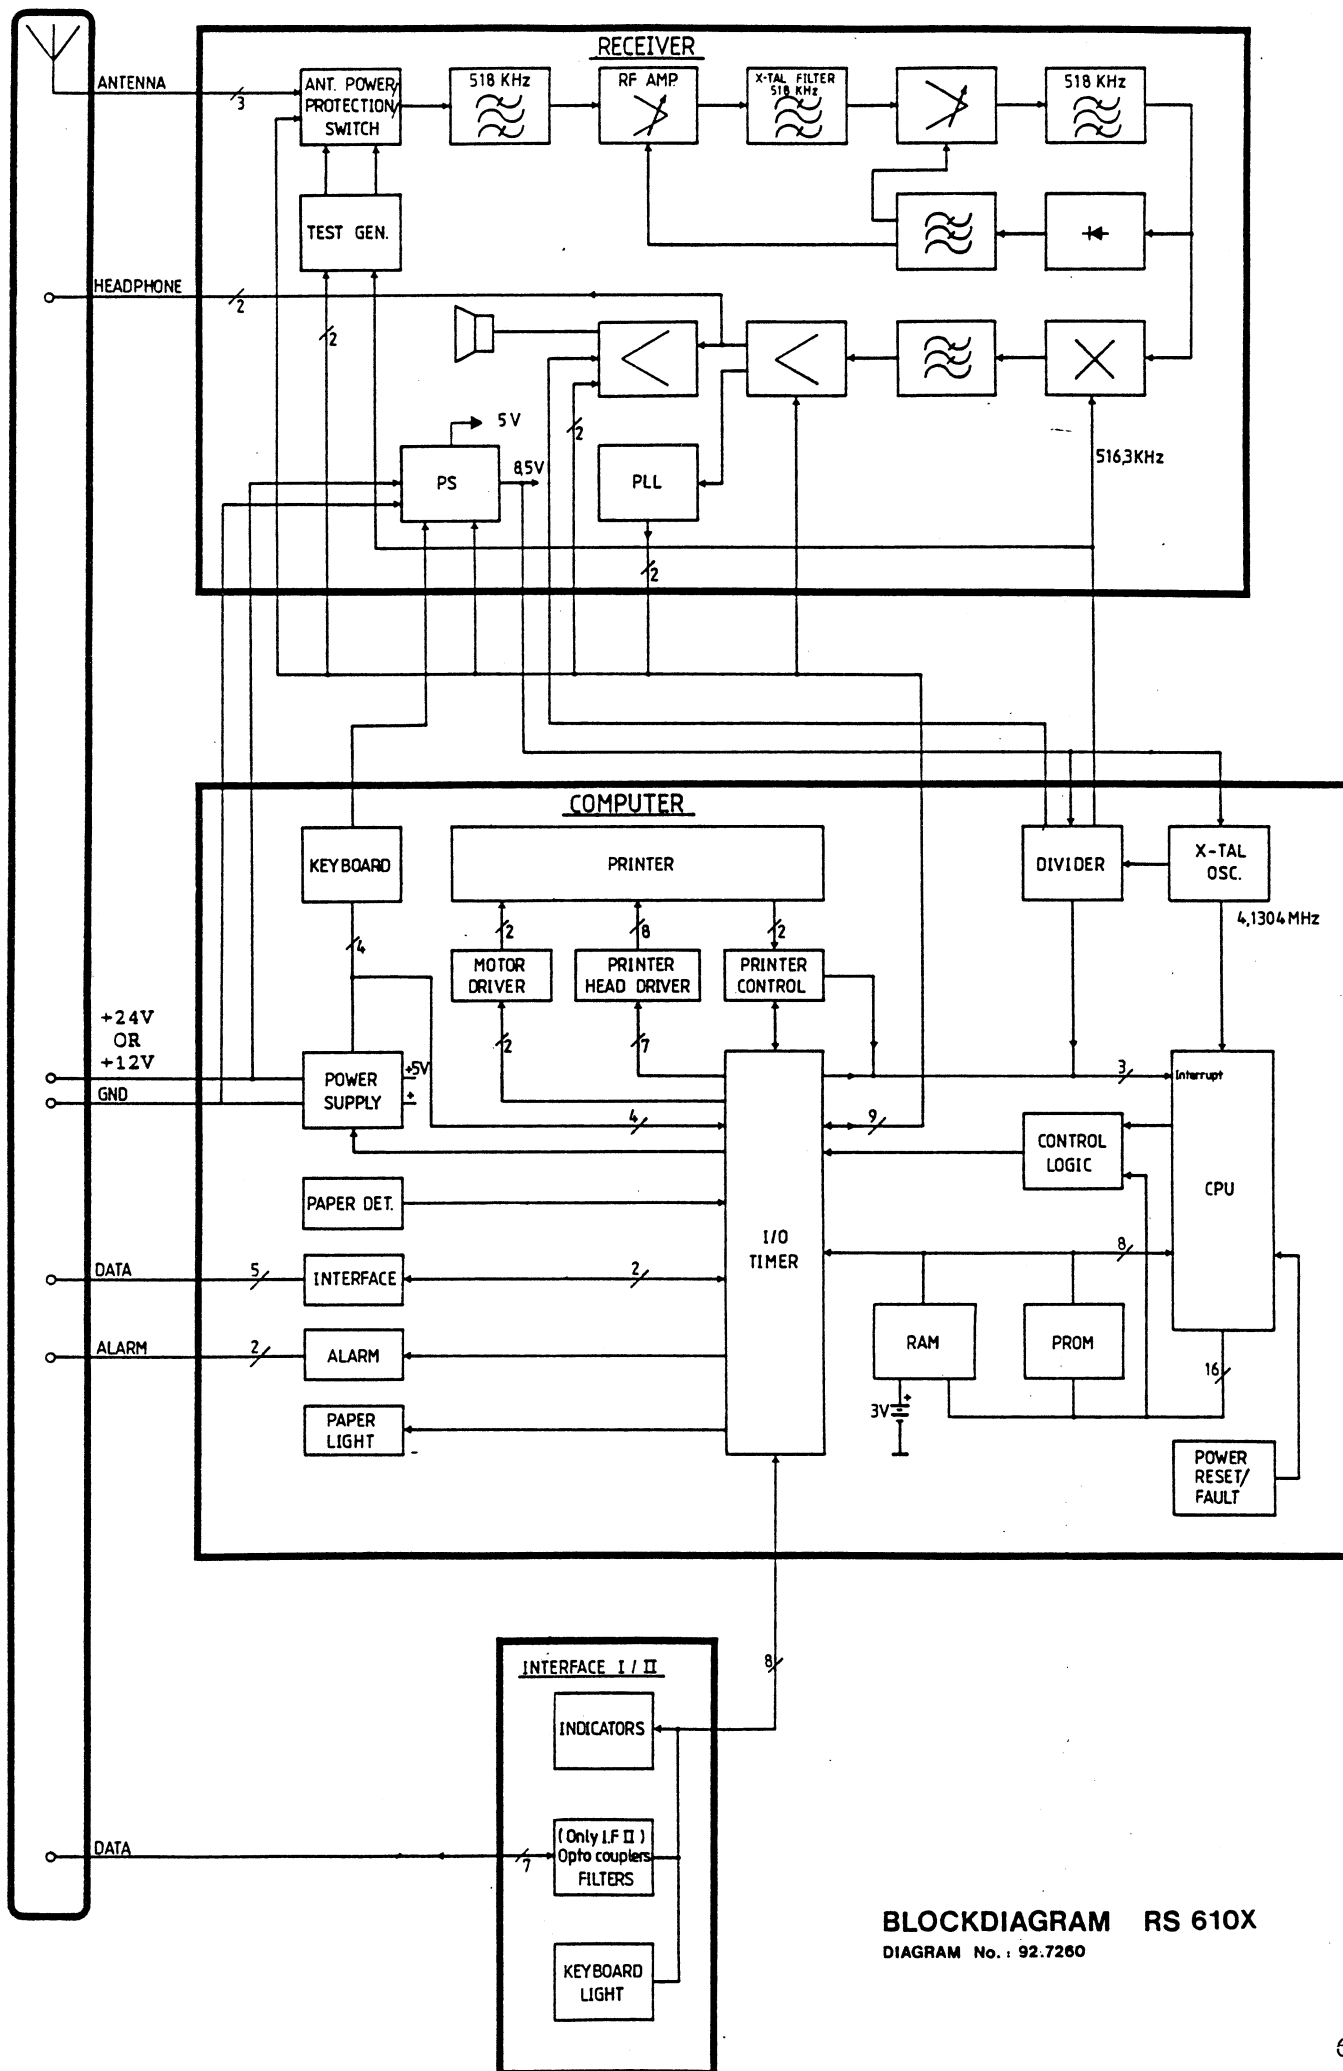 RECEIVER
ANTENNA
3
ANT. POWER/
PROTECTION/
SWITCH
518 KHz
RF AMP.
X-TAL FILTER
518 KHz
518 KHz
TEST GEN.
HEADPHONE
2
2
2
5V
8,5V
PS
PLL
516,3KHz
2
COMPUTER
KEYBOARD
PRINTER
DIVIDER
X-TAL
OSC.
4,1304 MHz
4
2
8
2
MOTOR
DRIVER
PRINTER
HEAD DRIVER
PRINTER
CONTROL
+24V
OR
+12V
2
7
GND
POWER
SUPPLY
+5V
+
3
Interrupt
4
9
CONTROL
LOGIC
CPU
PAPER DET.
I/O
TIMER
8
DATA
5
INTERFACE
2
ALARM
2
ALARM
RAM
PROM
16
3V
+
PAPER
LIGHT
POWER
RESET/
FAULT
INTERFACE I / II
8
INDICATORS
DATA
7
(Only I.F II)
Opto couplers
FILTERS
KEYBOARD
LIGHT
BLOCKDIAGRAM RS 610X
DIAGRAM No. : 92.7260